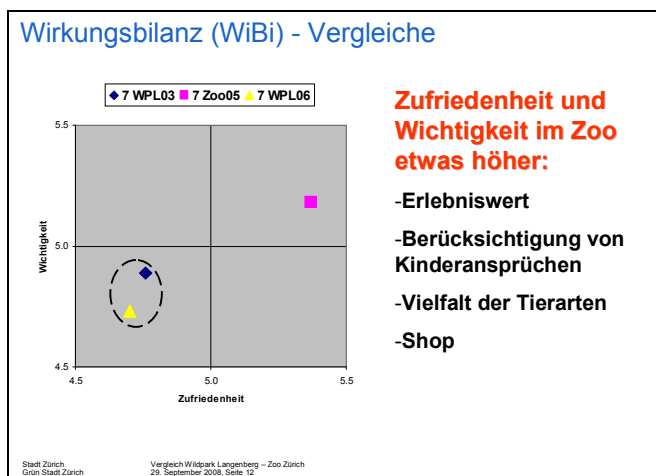 Wirkungsbilanz (WiBi) - Vergleiche
7 WPL03 7 Zoo05 7 WPL06
5.5
5.0
4.5
4.5 5.0 5.5
Wichtigkeit
Zufriedenheit
Zufriedenheit und
Wichtigkeit im Zoo
etwas höher:
-Erlebniswert
-Berücksichtigung von
Kinderansprüchen
-Vielfalt der Tierarten
-Shop
Stadt Zürich
Grün Stadt Zürich
Vergleich Wildpark Langenberg – Zoo Zürich
29. September 2008, Seite 12